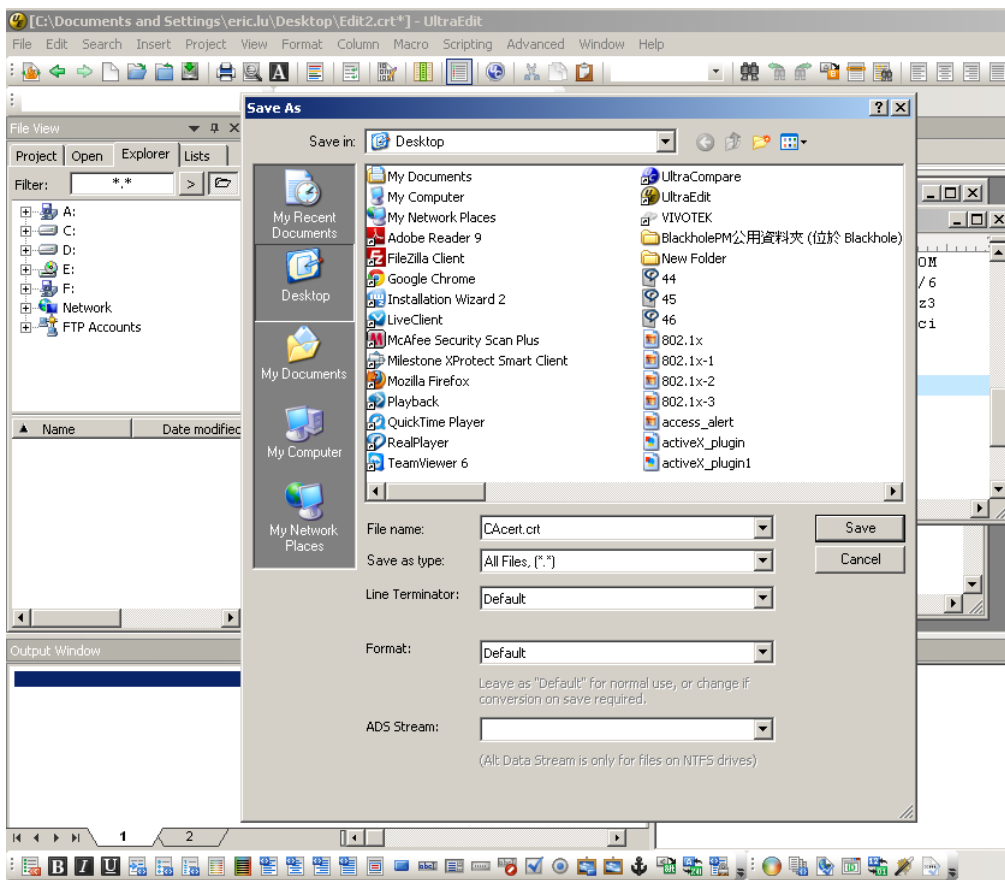 [C:\Documents and Settings\eric.lu\Desktop\Edit2.crt*] - UltraEdit
File Edit Search Insert Project View Format Column Macro Scripting Advanced Window Help
File View
Project Open Explorer Lists
Filter: *.* >
A:
C:
D:
E:
F:
Network
FTP Accounts
Name Date modified
Save As
Save in: Desktop
My Recent Documents
Desktop
My Documents
My Computer
My Network Places
My Documents
My Computer
My Network Places
Adobe Reader 9
FileZilla Client
Google Chrome
Installation Wizard 2
LiveClient
McAfee Security Scan Plus
Milestone XProtect Smart Client
Mozilla Firefox
Playback
QuickTime Player
RealPlayer
TeamViewer 6
UltraCompare
UltraEdit
VIVOTEK
BlackholePM公用資料夾 (位於 Blackhole)
New Folder
44
45
46
802.1x
802.1x-1
802.1x-2
802.1x-3
access_alert
activeX_plugin
activeX_plugin1
File name: CAcert.crt Save
Save as type: All Files, (*.*) Cancel
Line Terminator: Default
Format: Default
Leave as "Default" for normal use, or change if
conversion on save required.
ADS Stream:
(Alt Data Stream is only for files on NTFS drives)
OM
/6
z3
ci
Output Window
1 2
B I U